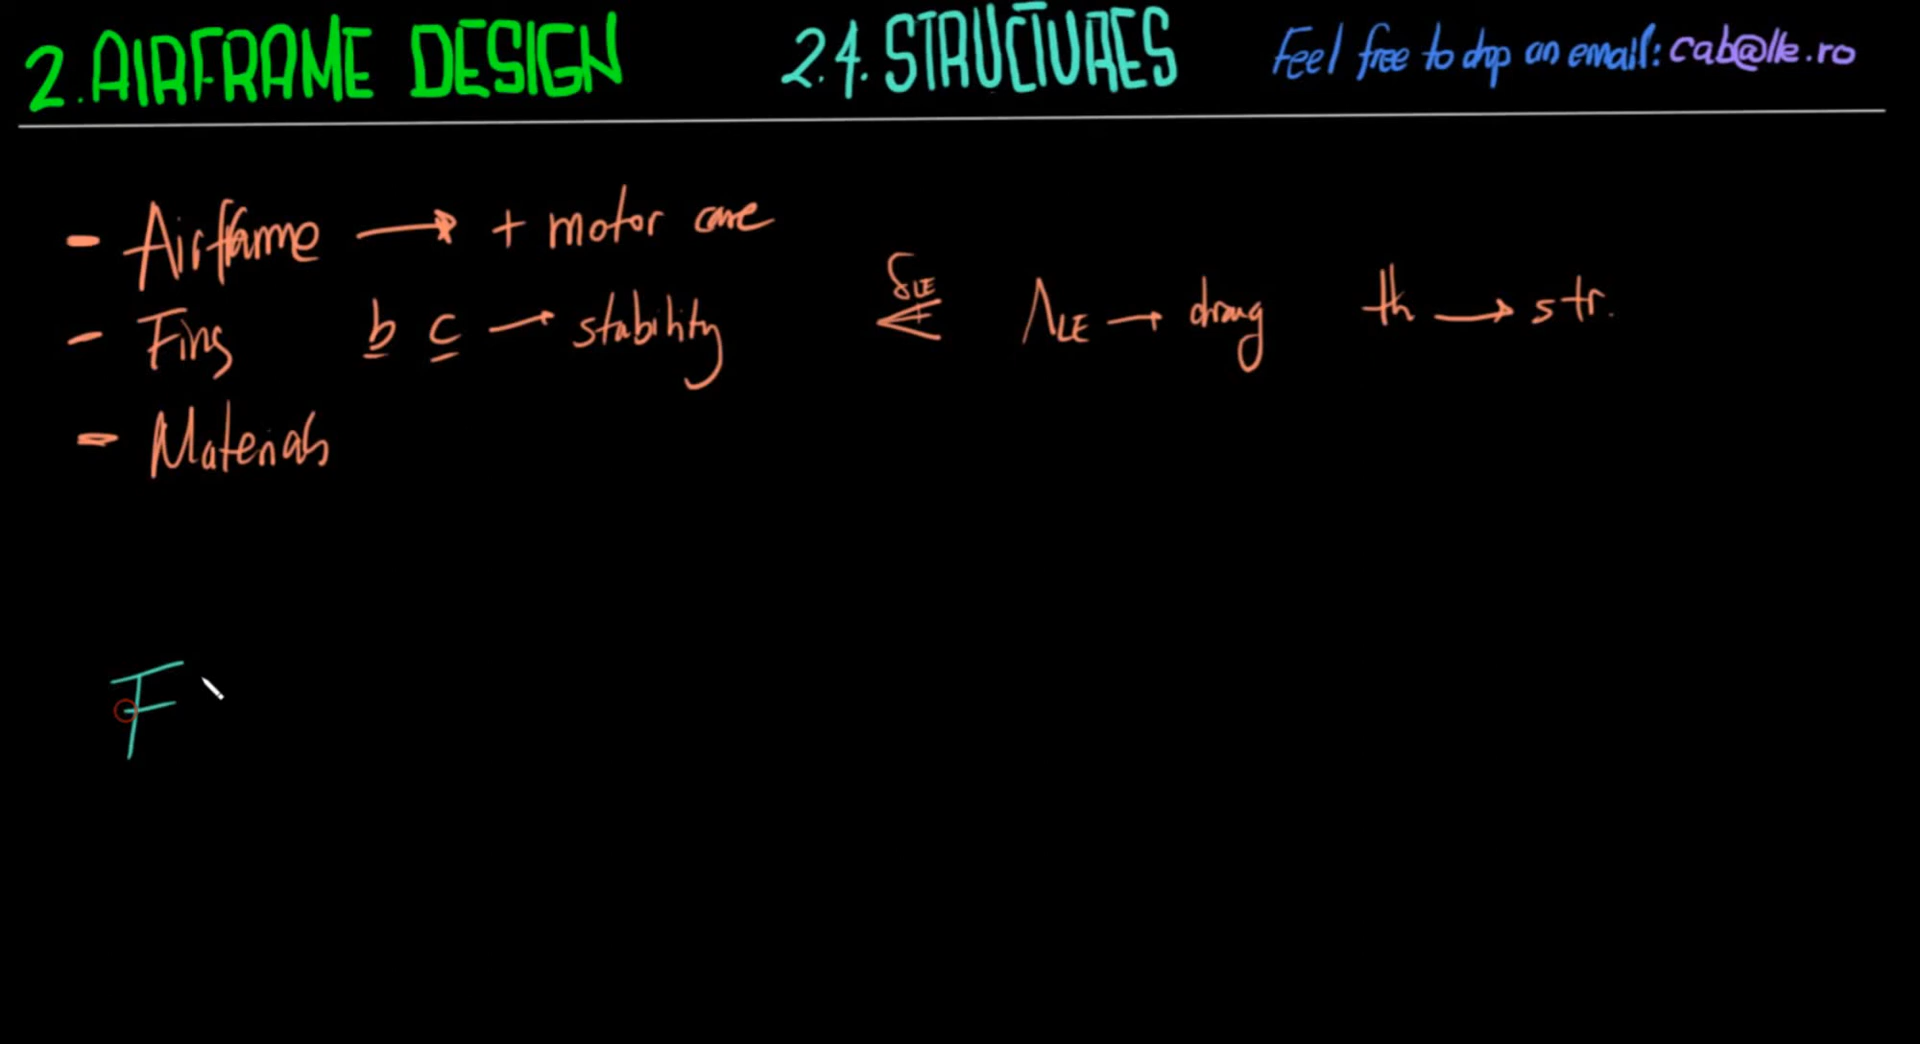 2. AIRFRAME DESIGN 2.4. STRUCTURES Feel free to drop an email: cab@lle.ro
- Airframe → + motor case
- Fins b c → stability δLE ΛLE → drag th → str.
- Materials
F